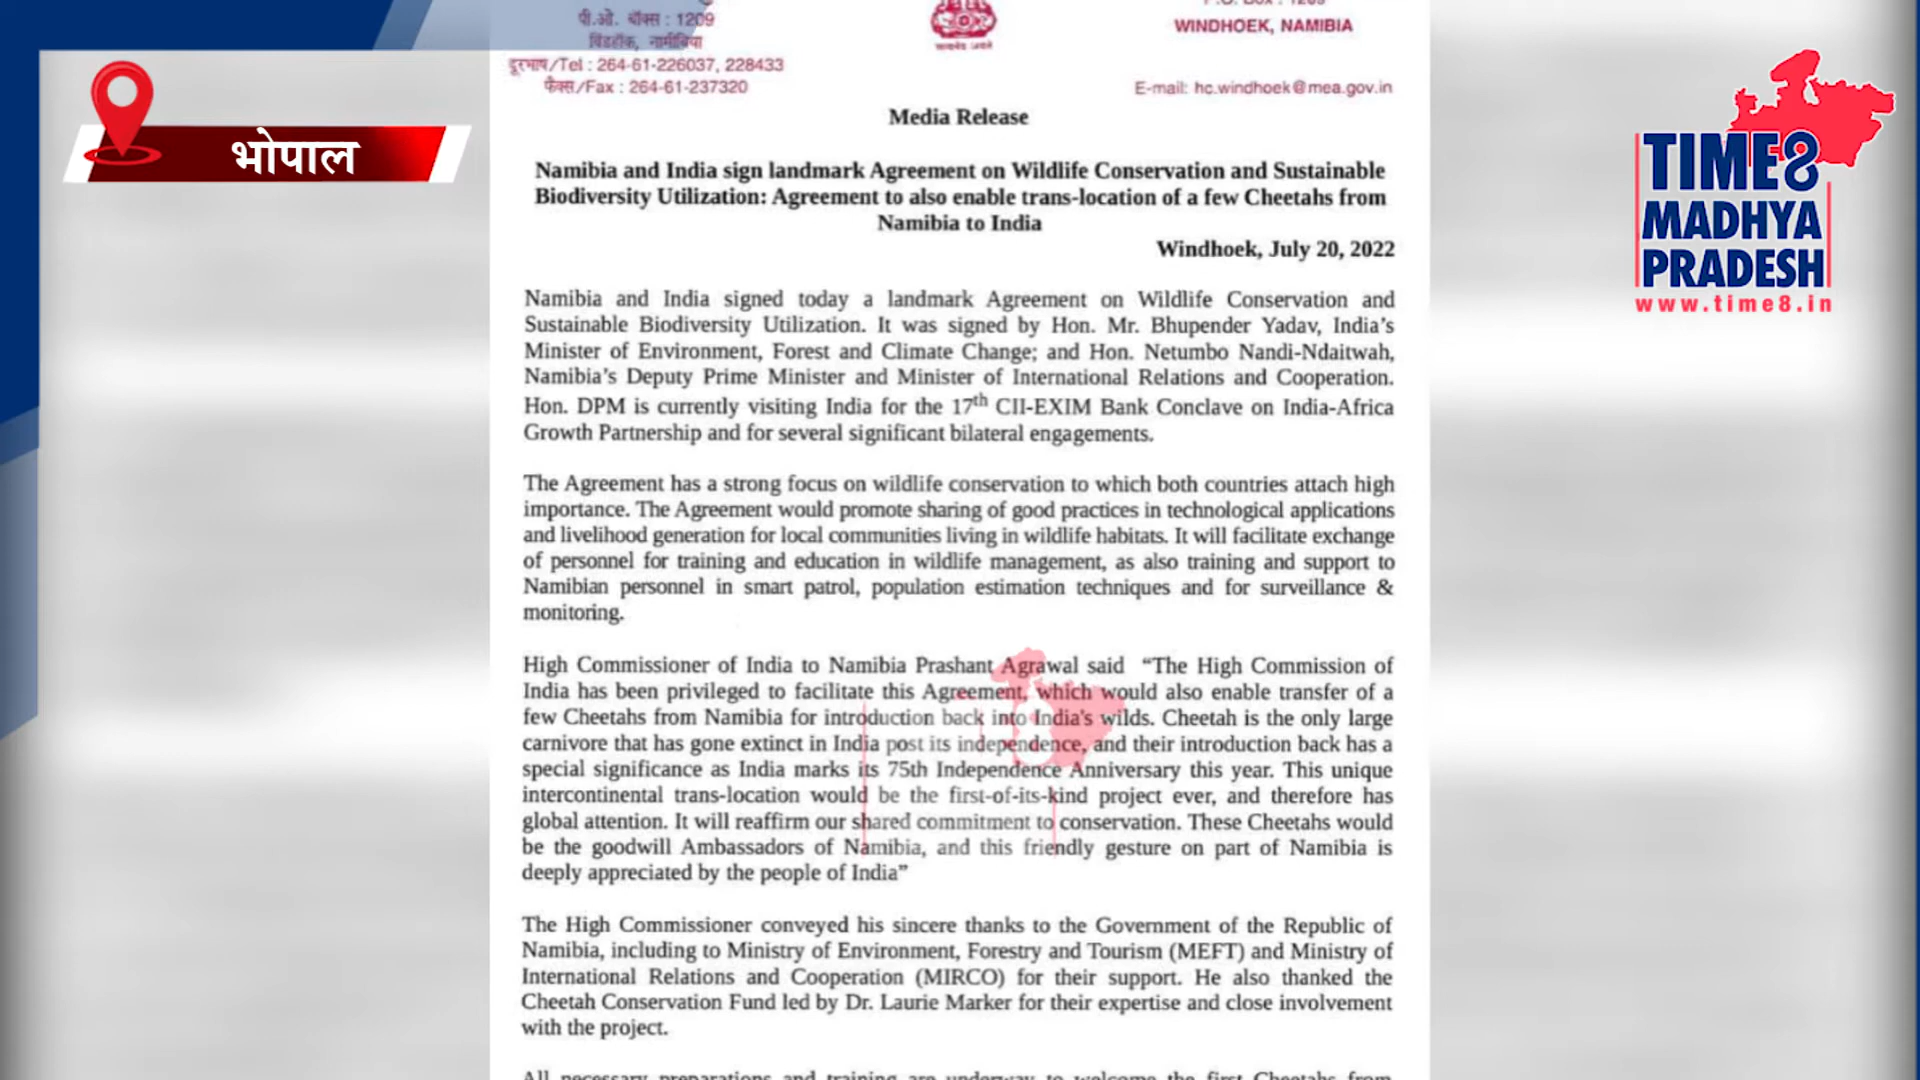 पी.ओ. बॉक्स : 1209
विंडहॉक, नामीबिया
दूरभाष/Tel : 264-61-226037, 228433
फैक्स/Fax : 264-61-237320
सत्यमेव जयते
P.O. Box : 1209
WINDHOEK, NAMIBIA
E-mail: hc.windhoek@mea.gov.in
भोपाल
TIME8
MADHYA
PRADESH
www.time8.in
Media Release
Namibia and India sign landmark Agreement on Wildlife Conservation and Sustainable
Biodiversity Utilization: Agreement to also enable trans-location of a few Cheetahs from
Namibia to India
Windhoek, July 20, 2022
Namibia and India signed today a landmark Agreement on Wildlife Conservation and
Sustainable Biodiversity Utilization. It was signed by Hon. Mr. Bhupender Yadav, India’s
Minister of Environment, Forest and Climate Change; and Hon. Netumbo Nandi-Ndaitwah,
Namibia’s Deputy Prime Minister and Minister of International Relations and Cooperation.
Hon. DPM is currently visiting India for the 17th CII-EXIM Bank Conclave on India-Africa
Growth Partnership and for several significant bilateral engagements.
The Agreement has a strong focus on wildlife conservation to which both countries attach high
importance. The Agreement would promote sharing of good practices in technological applications
and livelihood generation for local communities living in wildlife habitats. It will facilitate exchange
of personnel for training and education in wildlife management, as also training and support to
Namibian personnel in smart patrol, population estimation techniques and for surveillance &
monitoring.
High Commissioner of India to Namibia Prashant Agrawal said “The High Commission of
India has been privileged to facilitate this Agreement, which would also enable transfer of a
few Cheetahs from Namibia for introduction back into India's wilds. Cheetah is the only large
carnivore that has gone extinct in India post its independence, and their introduction back has a
special significance as India marks its 75th Independence Anniversary this year. This unique
intercontinental trans-location would be the first-of-its-kind project ever, and therefore has
global attention. It will reaffirm our shared commitment to conservation. These Cheetahs would
be the goodwill Ambassadors of Namibia, and this friendly gesture on part of Namibia is
deeply appreciated by the people of India”
The High Commissioner conveyed his sincere thanks to the Government of the Republic of
Namibia, including to Ministry of Environment, Forestry and Tourism (MEFT) and Ministry of
International Relations and Cooperation (MIRCO) for their support. He also thanked the
Cheetah Conservation Fund led by Dr. Laurie Marker for their expertise and close involvement
with the project.
All necessary preparations and training are underway to welcome the first Cheetahs from